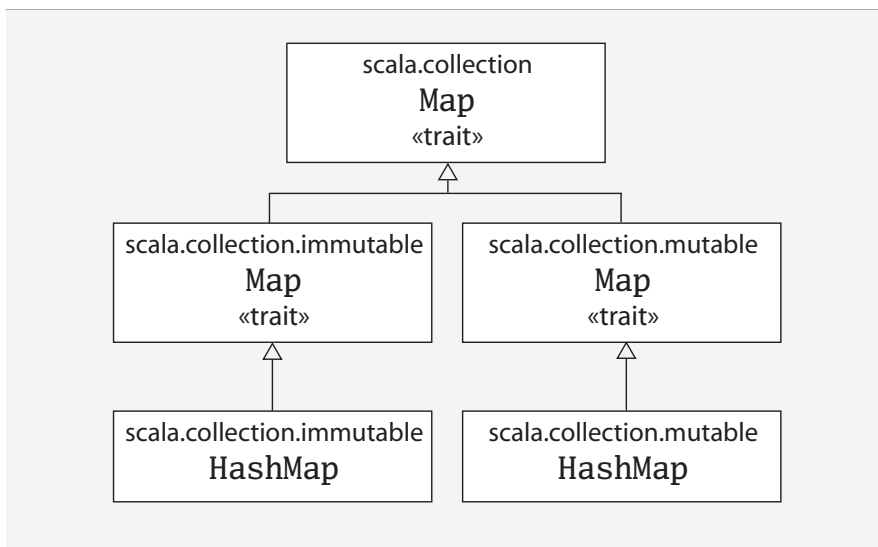 scala.collection
Map
«trait»
scala.collection.immutable
Map
«trait»
scala.collection.mutable
Map
«trait»
scala.collection.immutable
HashMap
scala.collection.mutable
HashMap